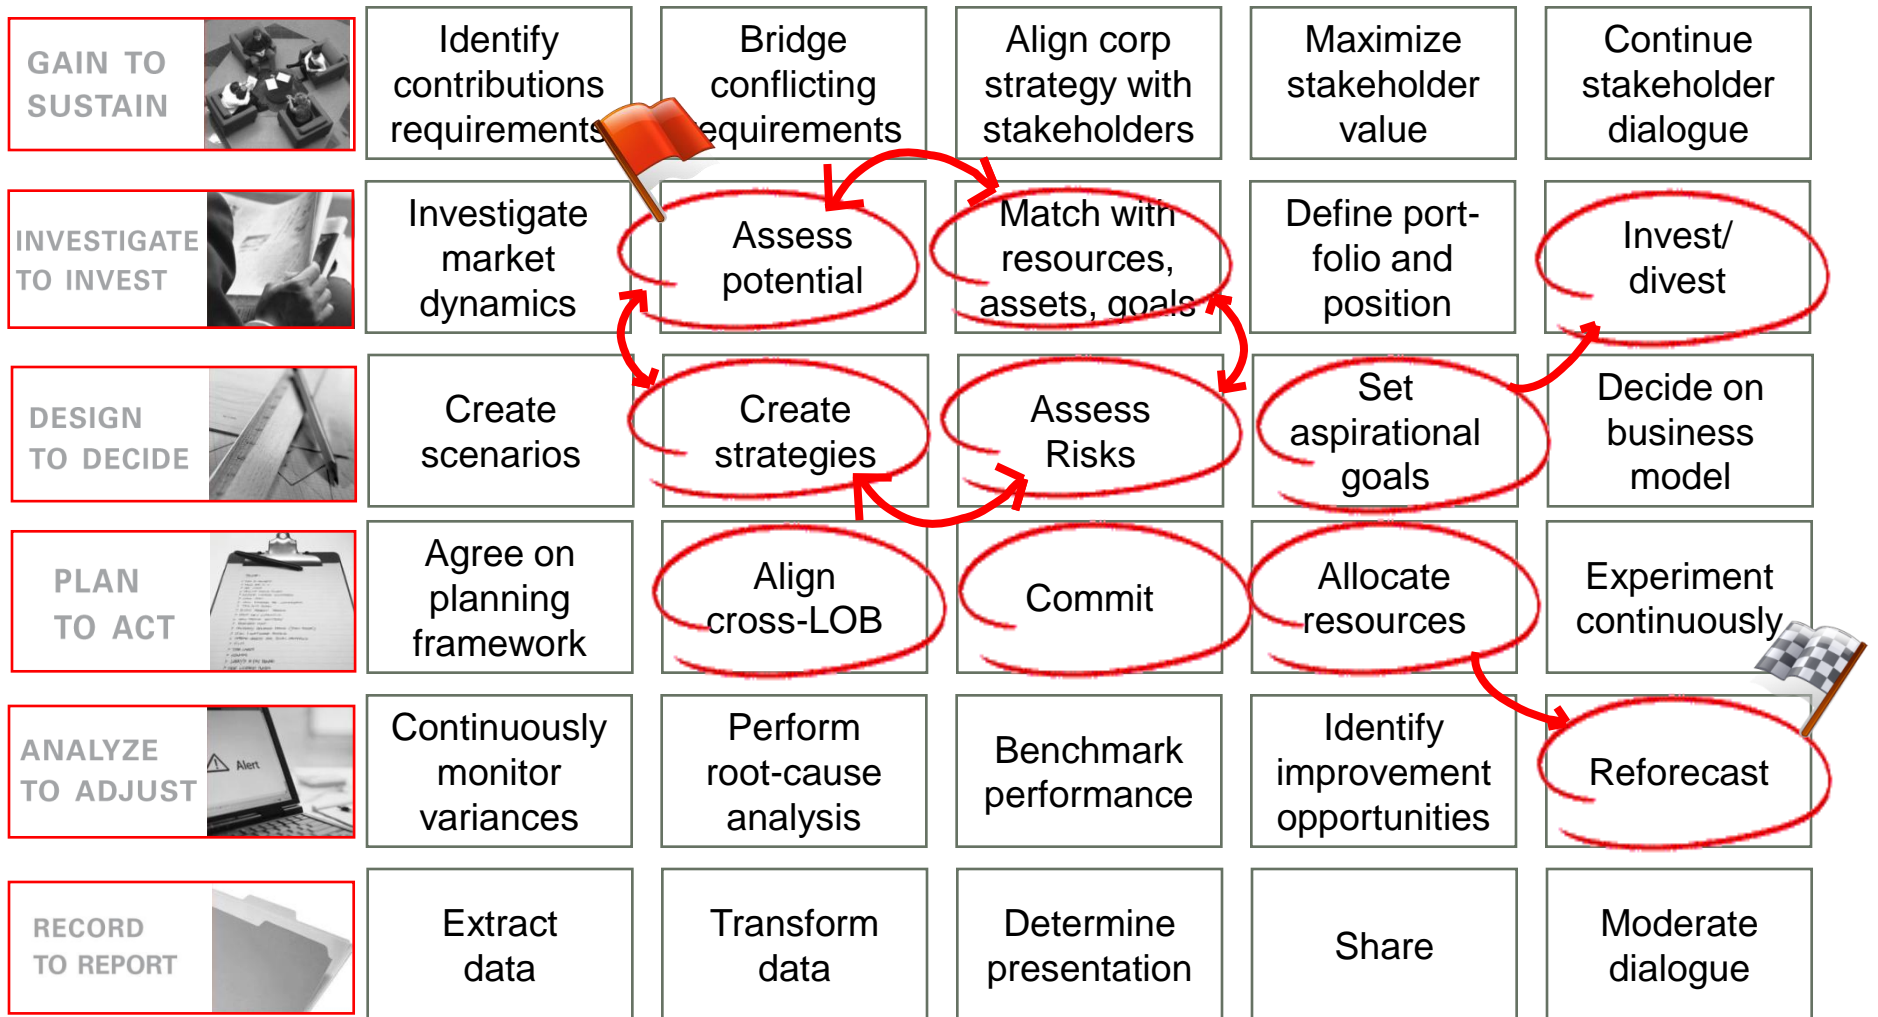 GAIN TO
SUSTAIN
Identify
contributions
requirements
Bridge
conflicting
requirements
Align corp
strategy with
stakeholders
Maximize
stakeholder
value
Continue
stakeholder
dialogue
INVESTIGATE
TO INVEST
Investigate
market
dynamics
Assess
potential
Match with
resources,
assets, goals
Define port-
folio and
position
Invest/
divest
DESIGN
TO DECIDE
Create
scenarios
Create
strategies
Assess
Risks
Set
aspirational
goals
Decide on
business
model
PLAN
TO ACT
Agree on
planning
framework
Align
cross-LOB
Commit
Allocate
resources
Experiment
continuously
ANALYZE
TO ADJUST
Alert
Continuously
monitor
variances
Perform
root-cause
analysis
Benchmark
performance
Identify
improvement
opportunities
Reforecast
RECORD
TO REPORT
Extract
data
Transform
data
Determine
presentation
Share
Moderate
dialogue